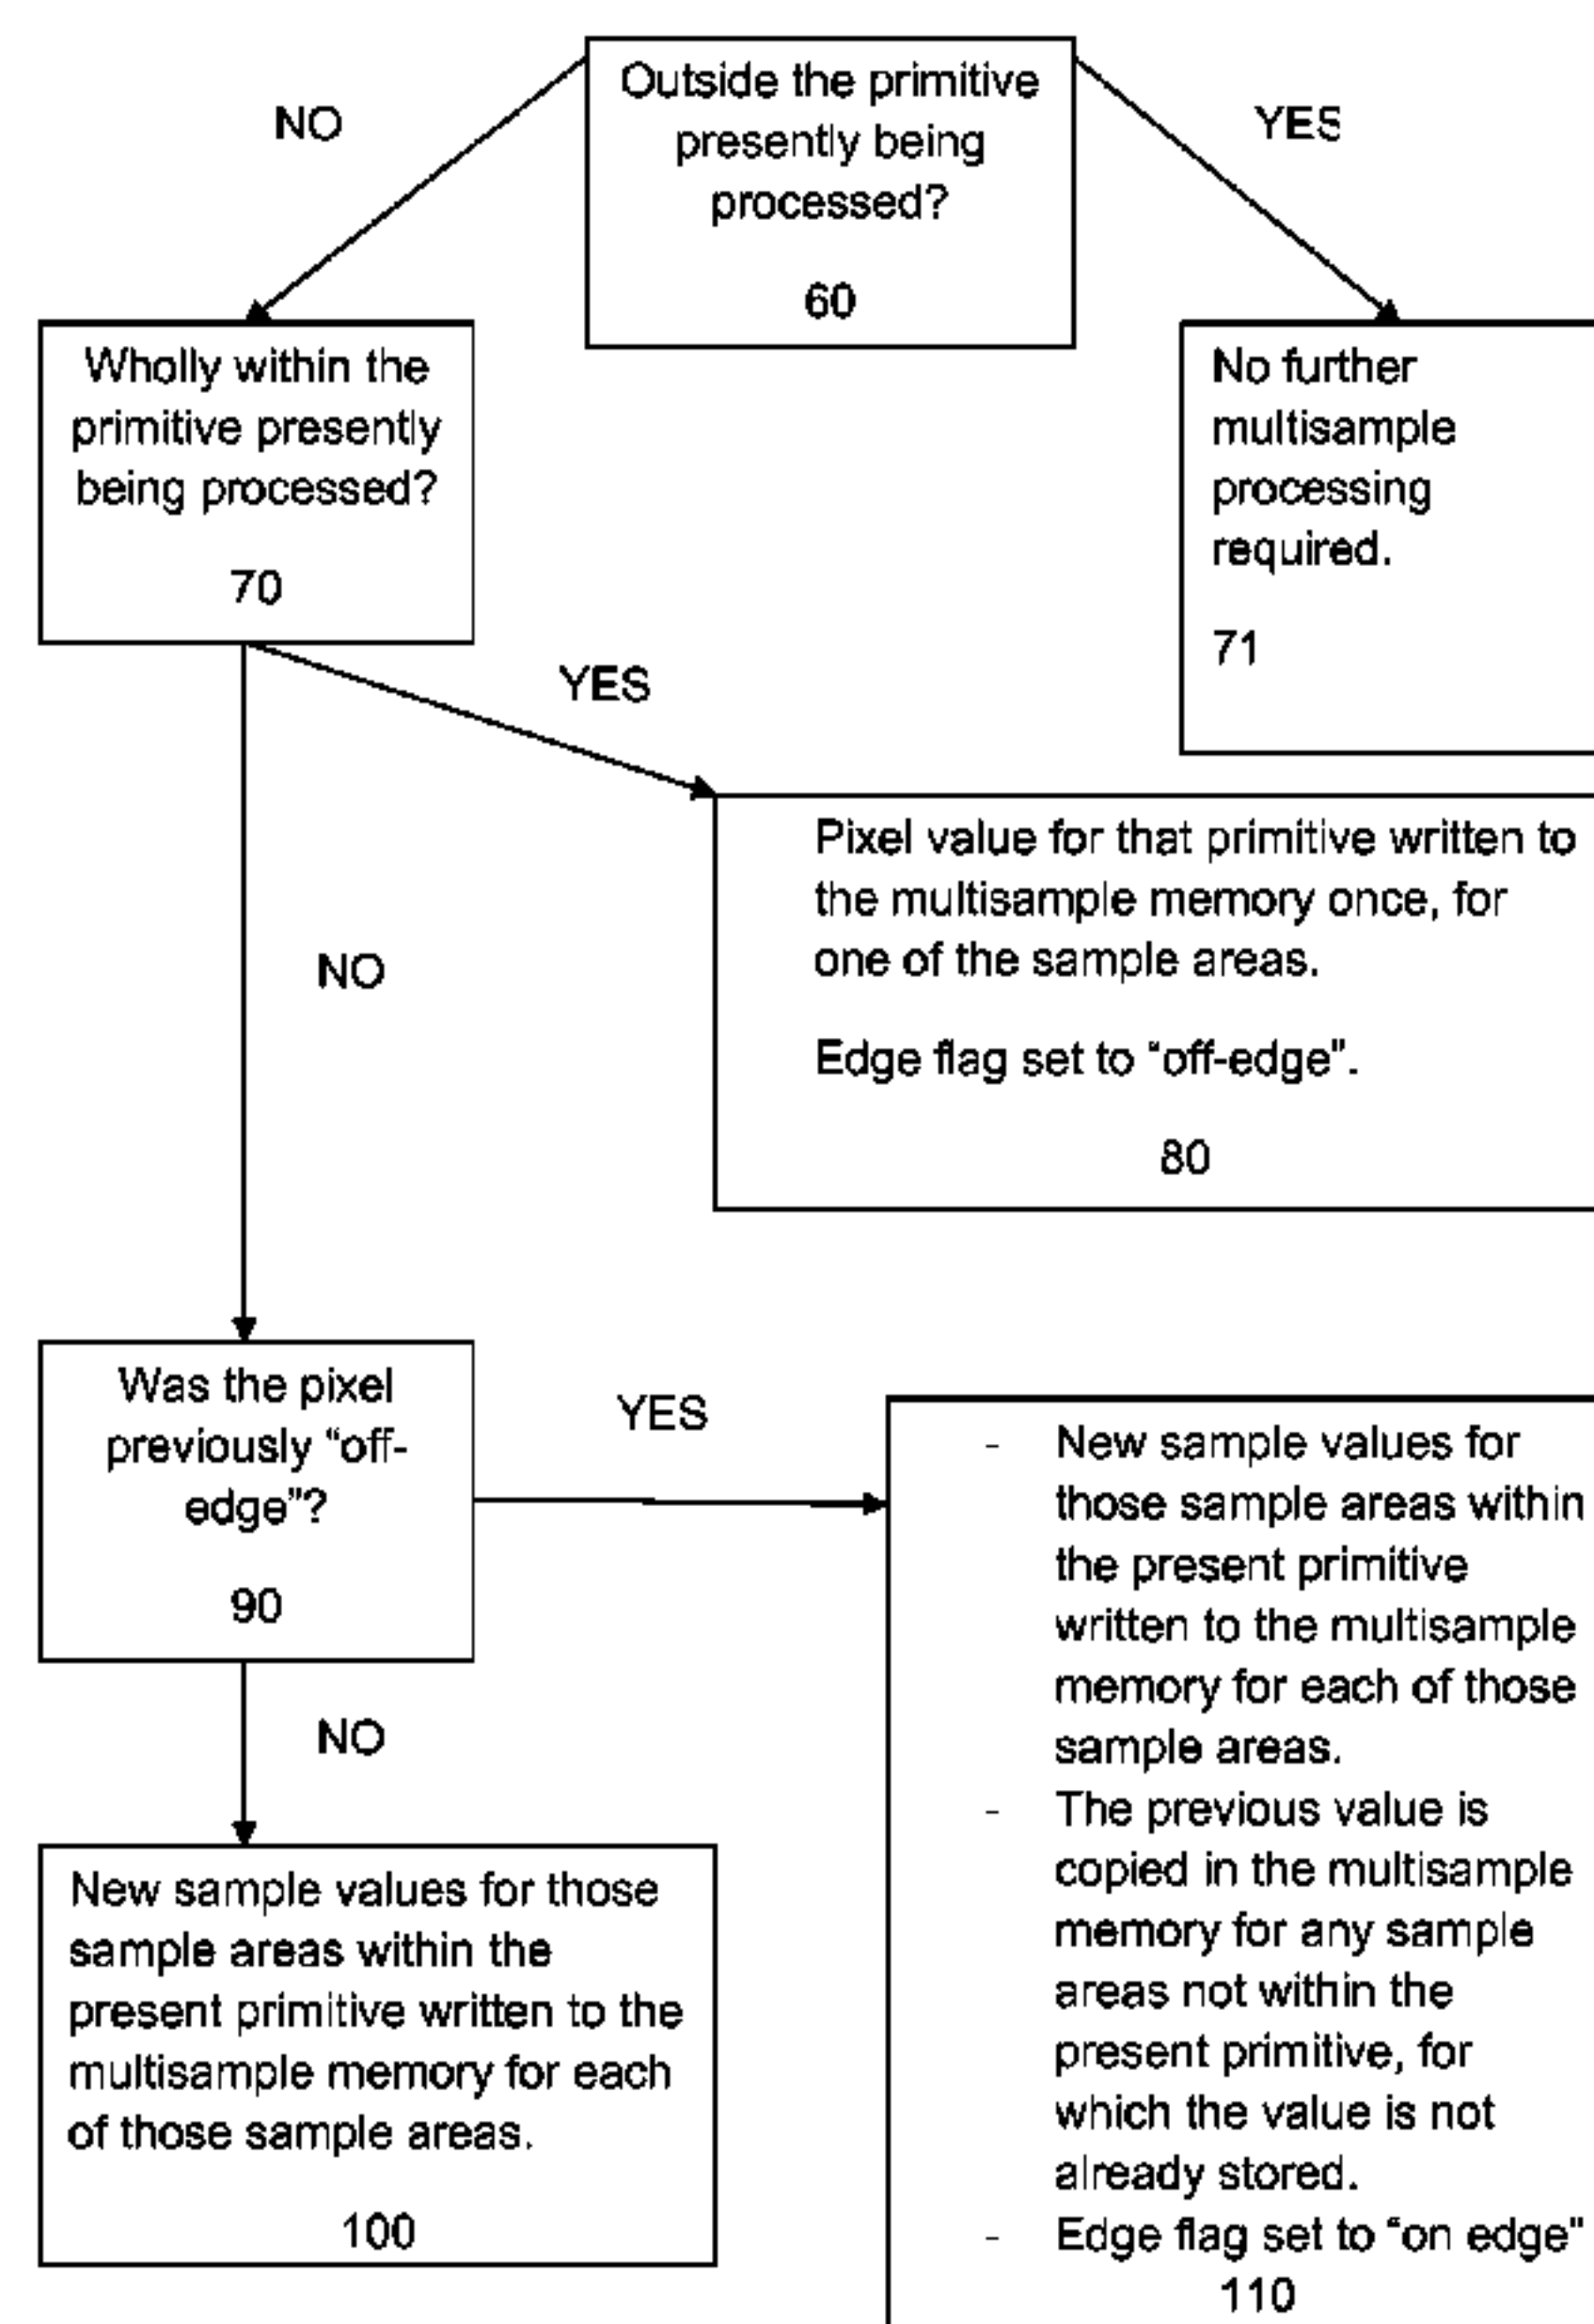 Outside the primitive
presently being
processed?
60
NO
YES
Wholly within the
primitive presently
being processed?
70
No further
multisample
processing
required.
71
YES
Pixel value for that primitive written to
the multisample memory once, for
one of the sample areas.
Edge flag set to “off-edge”.
80
NO
Was the pixel
previously “off-
edge”?
90
YES
- New sample values for
those sample areas within
the present primitive
written to the multisample
memory for each of those
sample areas.
- The previous value is
copied in the multisample
memory for any sample
areas not within the
present primitive, for
which the value is not
already stored.
- Edge flag set to “on edge”
110
NO
New sample values for those
sample areas within the
present primitive written to the
multisample memory for each
of those sample areas.
100